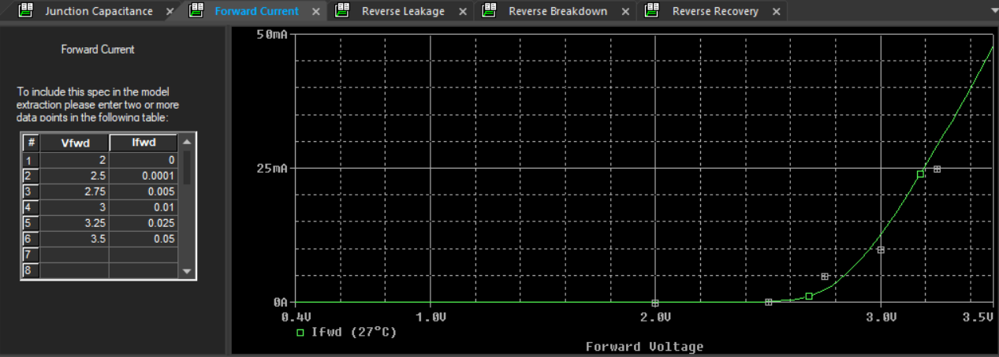 Junction Capacitance × Forward Current × Reverse Leakage × Reverse Breakdown × Reverse Recovery ×
Forward Current
To include this spec in the model
extraction please enter two or more
data points in the following table:
# Vfwd Ifwd
1 2 0
2 2.5 0.0001
3 2.75 0.005
4 3 0.01
5 3.25 0.025
6 3.5 0.05
7
8
50mA
25mA
0A
0.4V 1.0V 2.0V 3.0V 3.5V
Ifwd (27°C)
Forward Voltage